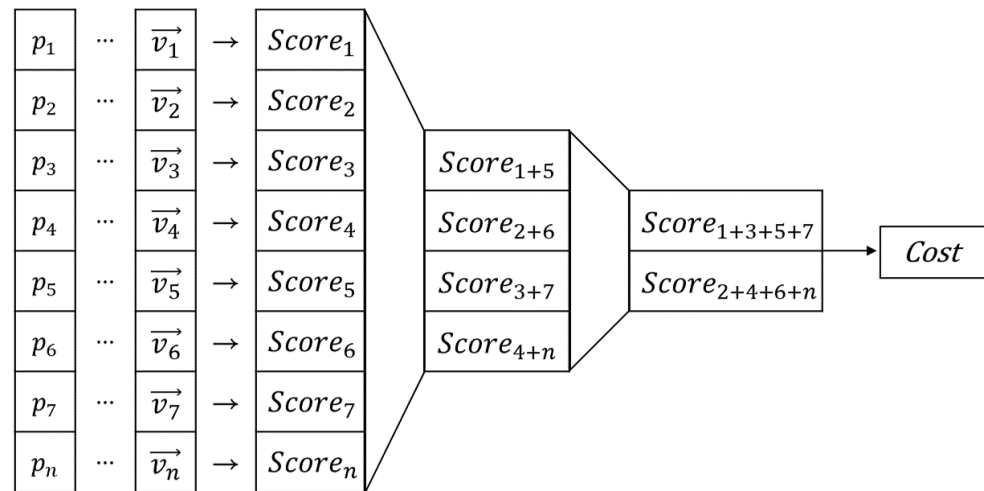 p₁ ⋯ v₁⃗ → Score₁
p₂ ⋯ v₂⃗ → Score₂
p₃ ⋯ v₃⃗ → Score₃ Score₁₊₅
p₄ ⋯ v₄⃗ → Score₄ Score₂₊₆ Score₁₊₃₊₅₊₇
Cost
p₅ ⋯ v₅⃗ → Score₅ Score₃₊₇ Score₂₊₄₊₆₊ₙ
p₆ ⋯ v₆⃗ → Score₆ Score₄₊ₙ
p₇ ⋯ v₇⃗ → Score₇
pₙ ⋯ vₙ⃗ → Scoreₙ